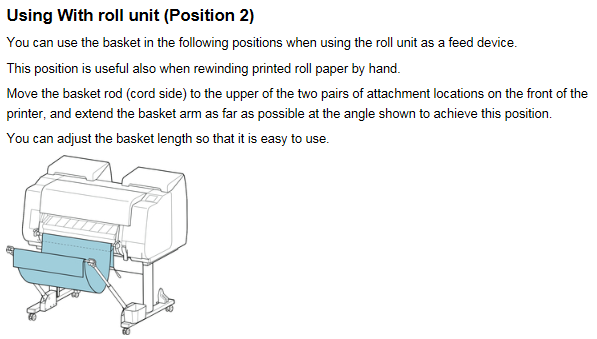 Using With roll unit (Position 2)
You can use the basket in the following positions when using the roll unit as a feed device.
This position is useful also when rewinding printed roll paper by hand.
Move the basket rod (cord side) to the upper of the two pairs of attachment locations on the front of the
printer, and extend the basket arm as far as possible at the angle shown to achieve this position.
You can adjust the basket length so that it is easy to use.